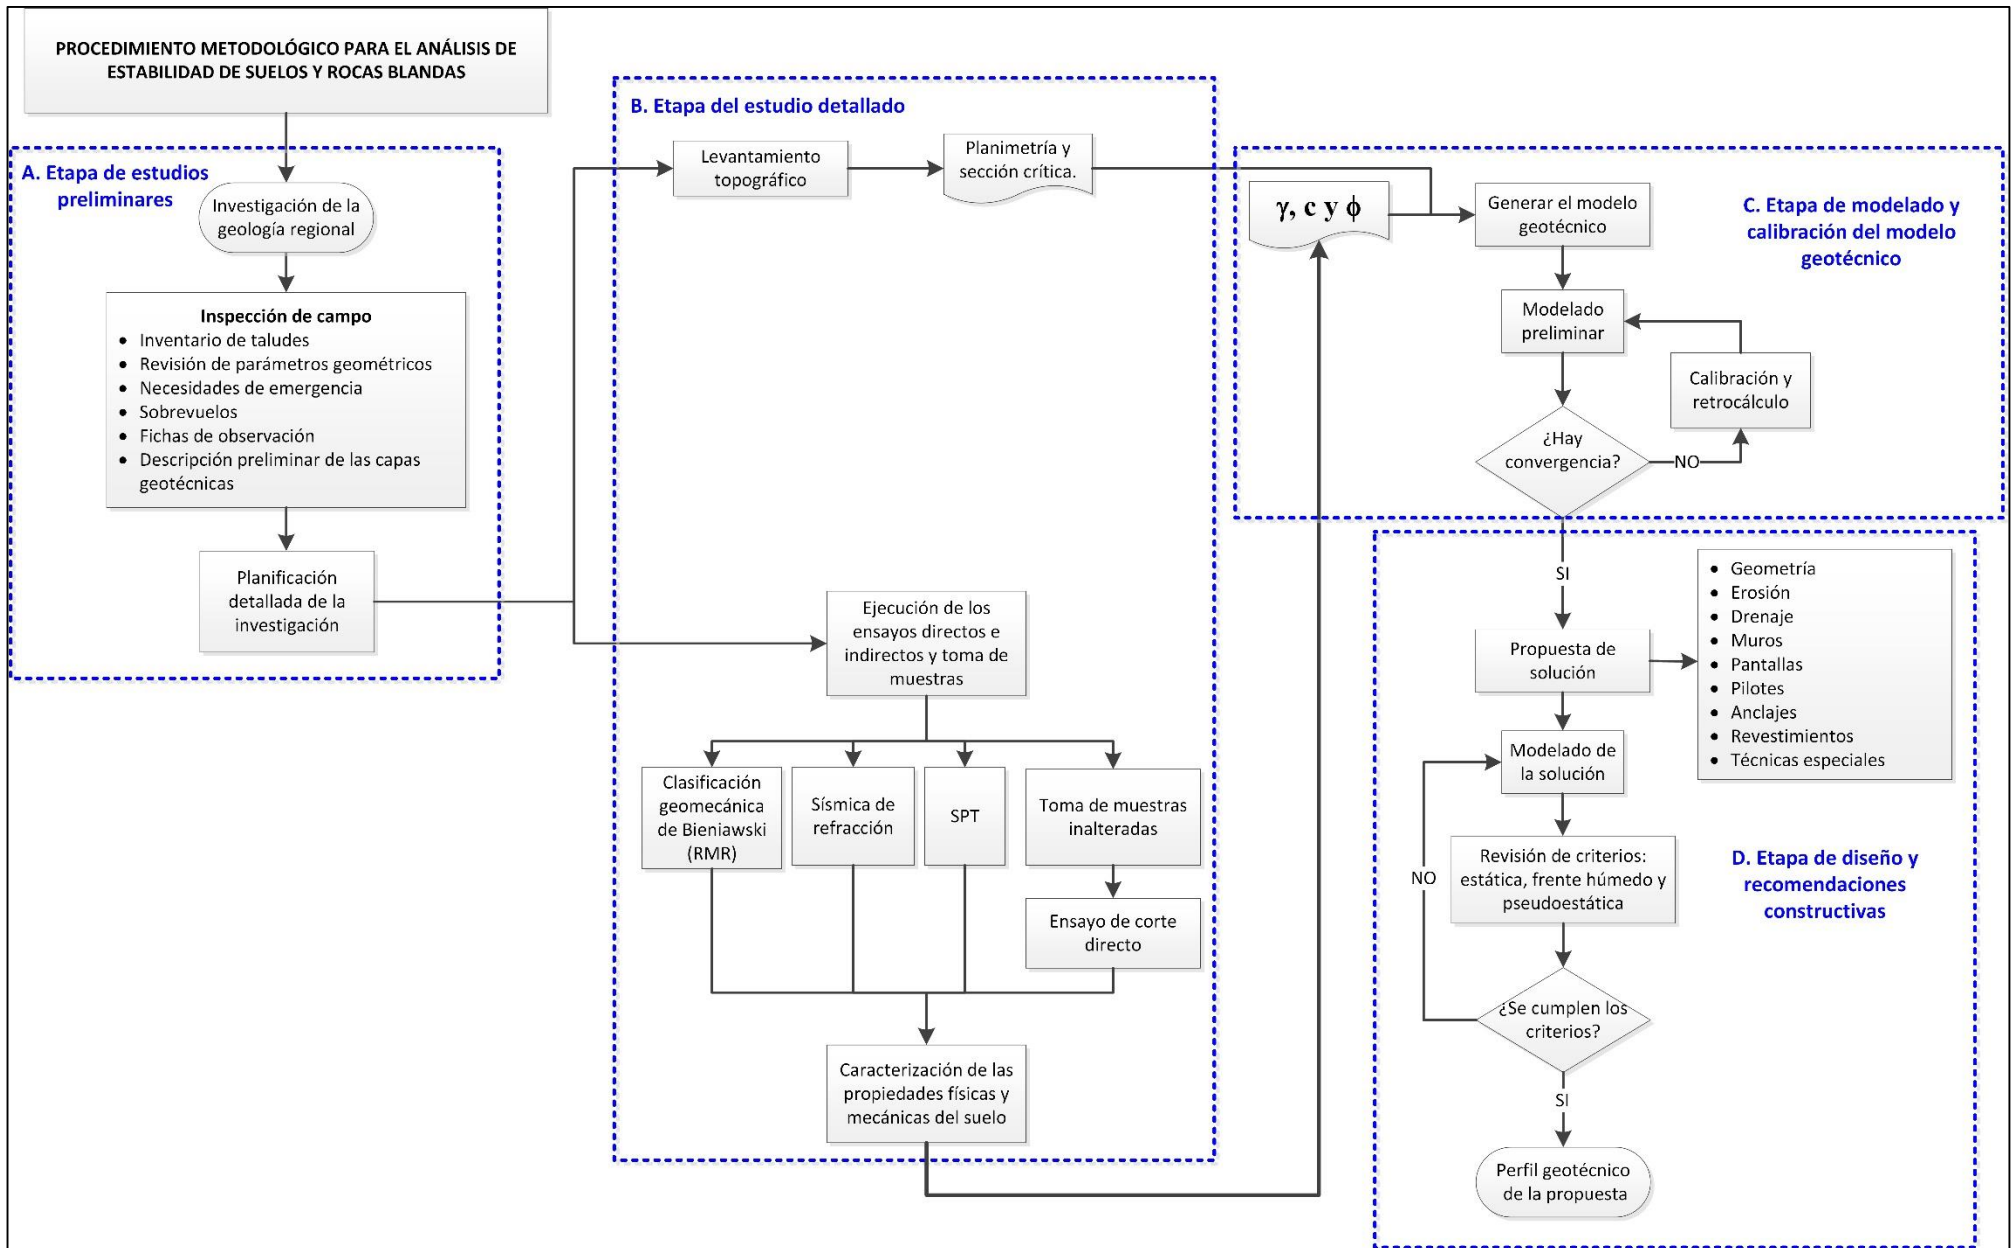 PROCEDIMIENTO METODOLÓGICO PARA EL ANÁLISIS DE
ESTABILIDAD DE SUELOS Y ROCAS BLANDAS
A. Etapa de estudios
preliminares
Investigación de la
geología regional
Inspección de campo
• Inventario de taludes
• Revisión de parámetros geométricos
• Necesidades de emergencia
• Sobrevuelos
• Fichas de observación
• Descripción preliminar de las capas
geotécnicas
Planificación
detallada de la
investigación
B. Etapa del estudio detallado
Levantamiento
topográfico
Planimetría y
sección crítica.
Ejecución de los
ensayos directos e
indirectos y toma de
muestras
Clasificación
geomecánica
de Bieniawski
(RMR)
Sísmica de
refracción
SPT
Toma de muestras
inalteradas
Ensayo de corte
directo
Caracterización de las
propiedades físicas y
mecánicas del suelo
γ, c y ϕ
Generar el modelo
geotécnico
C. Etapa de modelado y
calibración del modelo
geotécnico
Modelado
preliminar
Calibración y
retrocálculo
¿Hay
convergencia?
NO
SI
Propuesta de
solución
• Geometría
• Erosión
• Drenaje
• Muros
• Pantallas
• Pilotes
• Anclajes
• Revestimientos
• Técnicas especiales
Modelado de
la solución
Revisión de criterios:
estática, frente húmedo y
pseudoestática
NO
D. Etapa de diseño y
recomendaciones
constructivas
¿Se cumplen los
criterios?
SI
Perfil geotécnico
de la propuesta